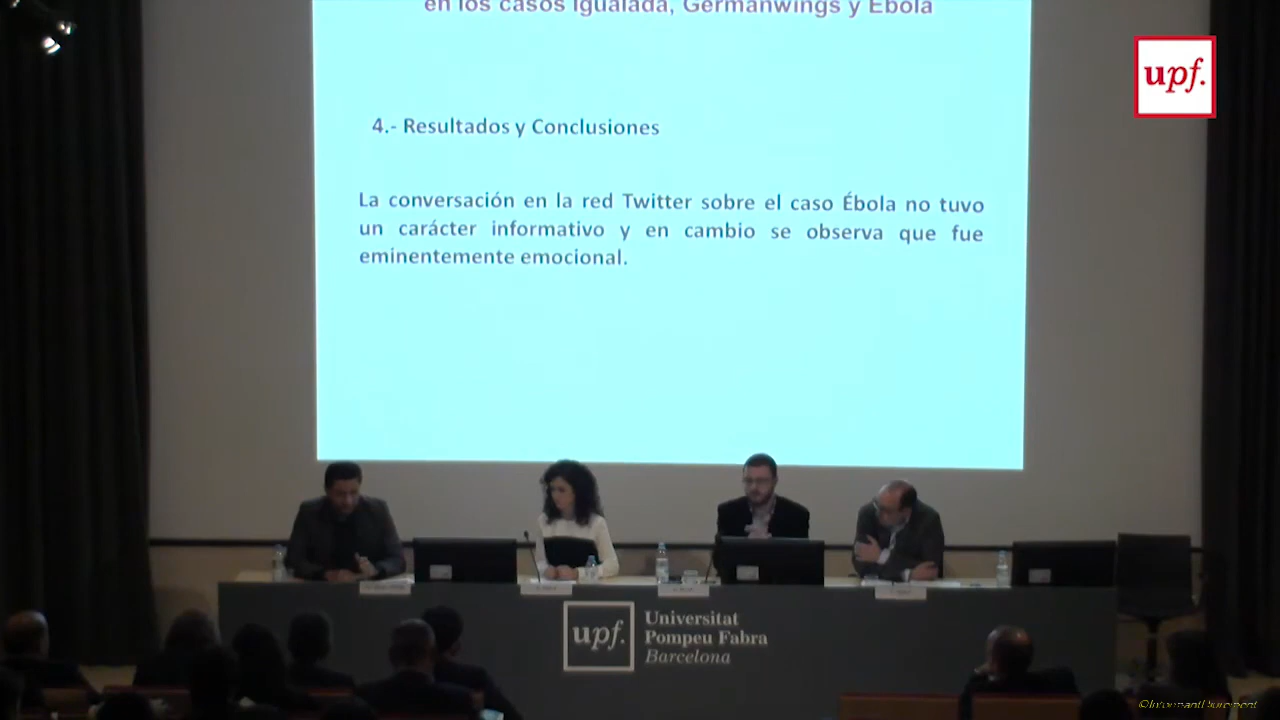 en los casos Igualada, Germanwings y Ébola
upf.
4.- Resultados y Conclusiones
La conversación en la red Twitter sobre el caso Ébola no tuvo
un carácter informativo y en cambio se observa que fue
eminentemente emocional.
upf.
Universitat
Pompeu Fabra
Barcelona